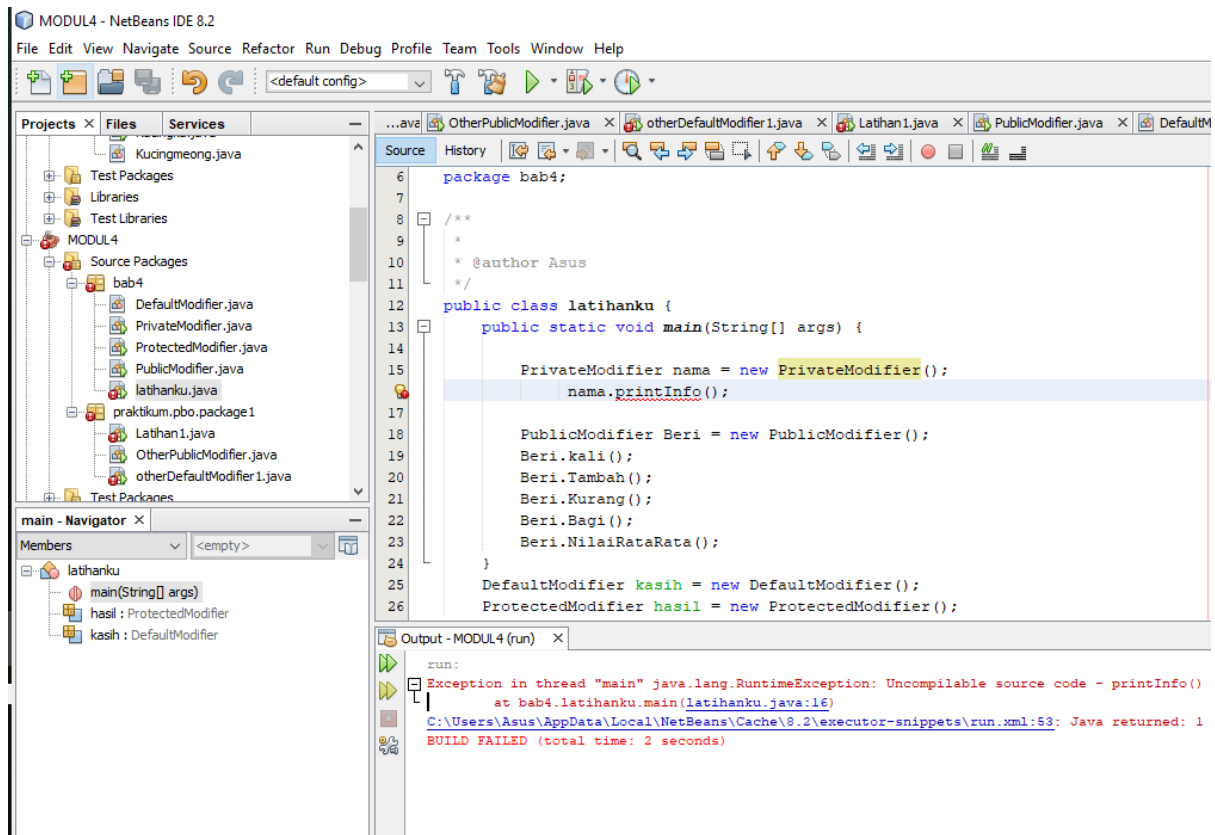 MODUL4 - NetBeans IDE 8.2
File Edit View Navigate Source Refactor Run Debug Profile Team Tools Window Help
<default config>
Projects Files Services
Kucingmeong.java
Test Packages
Libraries
Test Libraries
MODUL4
Source Packages
bab4
DefaultModifier.java
PrivateModifier.java
ProtectedModifier.java
PublicModifier.java
latihanku.java
praktikum.pbo.package1
Latihan1.java
OtherPublicModifier.java
otherDefaultModifier1.java
Test Packages
main - Navigator
Members <empty>
latihanku
main(String[] args)
hasil : ProtectedModifier
kasih : DefaultModifier
...ava OtherPublicModifier.java otherDefaultModifier1.java Latihan1.java PublicModifier.java DefaultM
Source History
6 package bab4;
7
8 /**
9 *
10 * @author Asus
11 */
12 public class latihanku {
13 public static void main(String[] args) {
14
15 PrivateModifier nama = new PrivateModifier();
nama.printInfo();
17
18 PublicModifier Beri = new PublicModifier();
19 Beri.kali();
20 Beri.Tambah();
21 Beri.Kurang();
22 Beri.Bagi();
23 Beri.NilaiRataRata();
24 }
25 DefaultModifier kasih = new DefaultModifier();
26 ProtectedModifier hasil = new ProtectedModifier();
Output - MODUL4 (run)
run:
Exception in thread "main" java.lang.RuntimeException: Uncompilable source code - printInfo()
at bab4.latihanku.main(latihanku.java:16)
C:\Users\Asus\AppData\Local\NetBeans\Cache\8.2\executor-snippets\run.xml:53: Java returned: 1
BUILD FAILED (total time: 2 seconds)